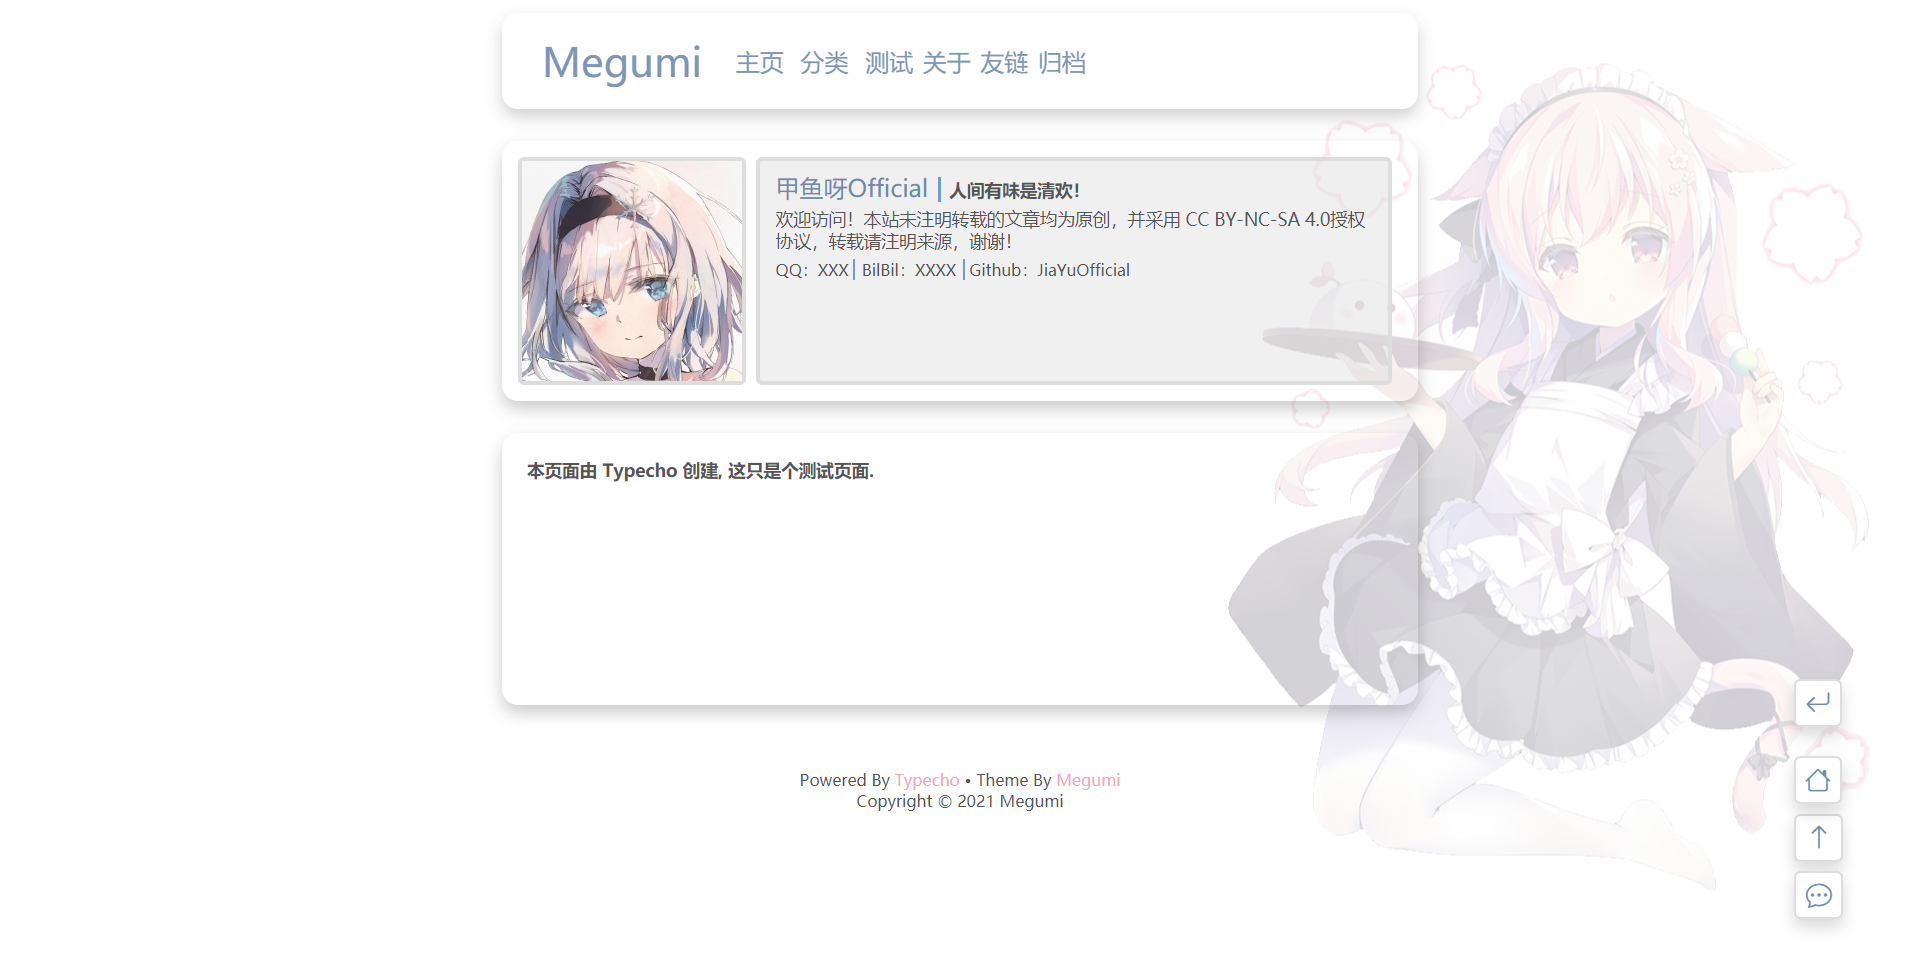 Megumi 主页 分类 测试 关于 友链 归档
甲鱼呀Official | 人间有味是清欢！
欢迎访问！本站未注明转载的文章均为原创，并采用 CC BY-NC-SA 4.0授权
协议，转载请注明来源，谢谢！
QQ：XXX | BilBil：XXXX | Github：JiaYuOfficial
本页面由 Typecho 创建, 这只是个测试页面.
Powered By Typecho • Theme By Megumi
Copyright © 2021 Megumi